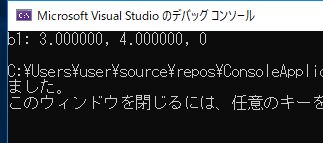 Microsoft Visual Studio のデバッグ コンソール
p1: 3.000000, 4.000000, 0
C:¥Users¥user¥source¥repos¥ConsoleApplic
ました。
このウィンドウを閉じるには、任意のキーを